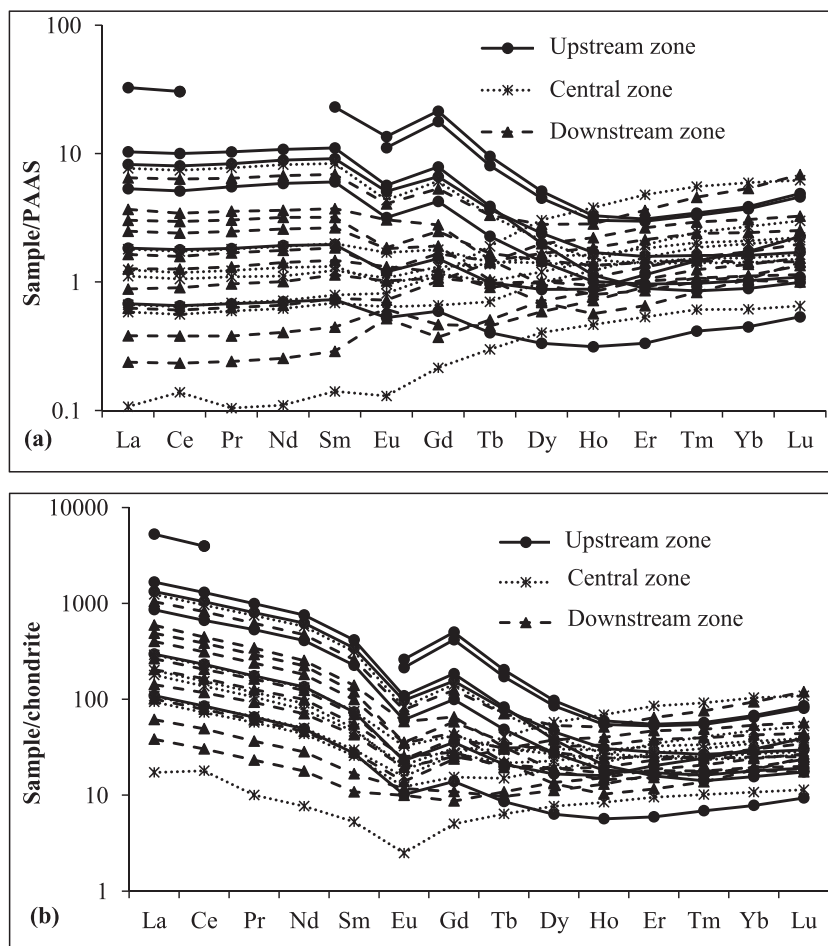 100
10
1
0.1
Sample/PAAS
Upstream zone
Central zone
Downstream zone
(a)
La Ce Pr Nd Sm Eu Gd Tb Dy Ho Er Tm Yb Lu
10000
1000
100
10
1
Sample/chondrite
Upstream zone
Central zone
Downstream zone
(b)
La Ce Pr Nd Sm Eu Gd Tb Dy Ho Er Tm Yb Lu